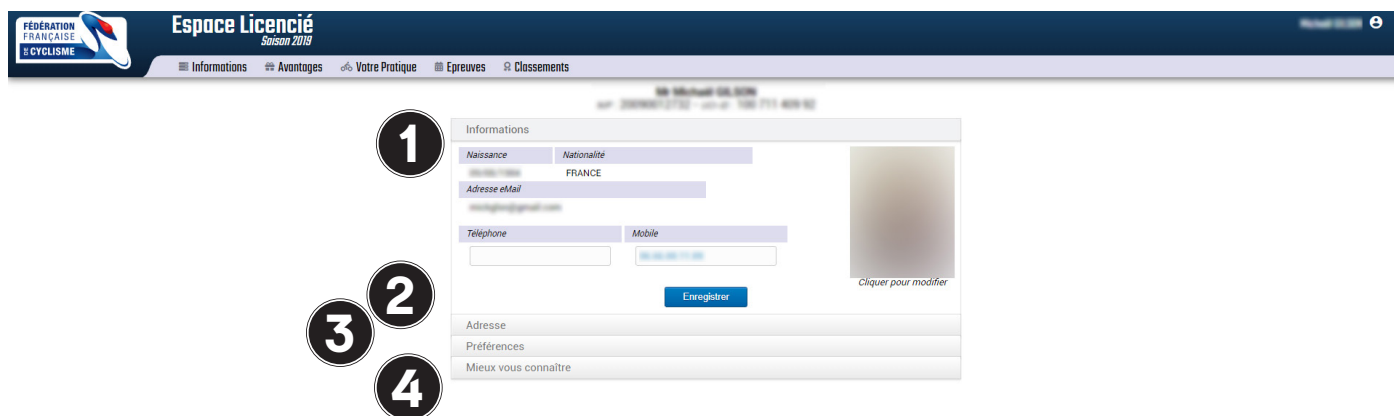 FÉDÉRATION
FRANÇAISE
DE CYCLISME
Espace Licencié
Saison 2019
Informations Avantages Votre Pratique Epreuves Classements
1
Informations
Naissance Nationalité
FRANCE
Adresse eMail
Téléphone Mobile
Cliquer pour modifier
2
Enregistrer
3
Adresse
Préférences
4
Mieux vous connaître